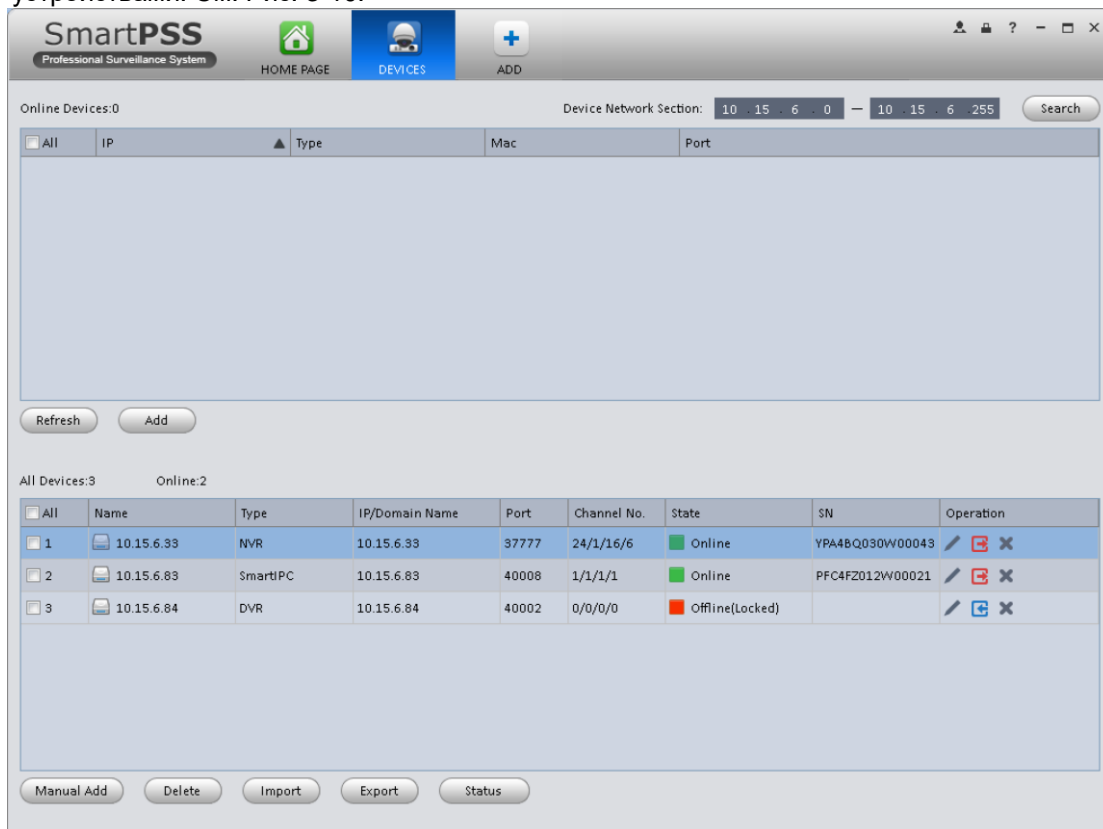 устройствами. См. Рис. 3-10.
SmartPSS
Professional Surveillance System
HOME PAGE
DEVICES
ADD
?
Online Devices:0 Device Network Section: 10 . 15 . 6 . 0 — 10 . 15 . 6 . 255 Search
All IP Type Mac Port
Refresh Add
All Devices:3 Online:2
All Name Type IP/Domain Name Port Channel No. State SN Operation
1 10.15.6.33 NVR 10.15.6.33 37777 24/1/16/6 Online YPA4BQ030W00043
2 10.15.6.83 SmartIPC 10.15.6.83 40008 1/1/1/1 Online PFC4FZ012W00021
3 10.15.6.84 DVR 10.15.6.84 40002 0/0/0/0 Offline(Locked)
Manual Add Delete Import Export Status